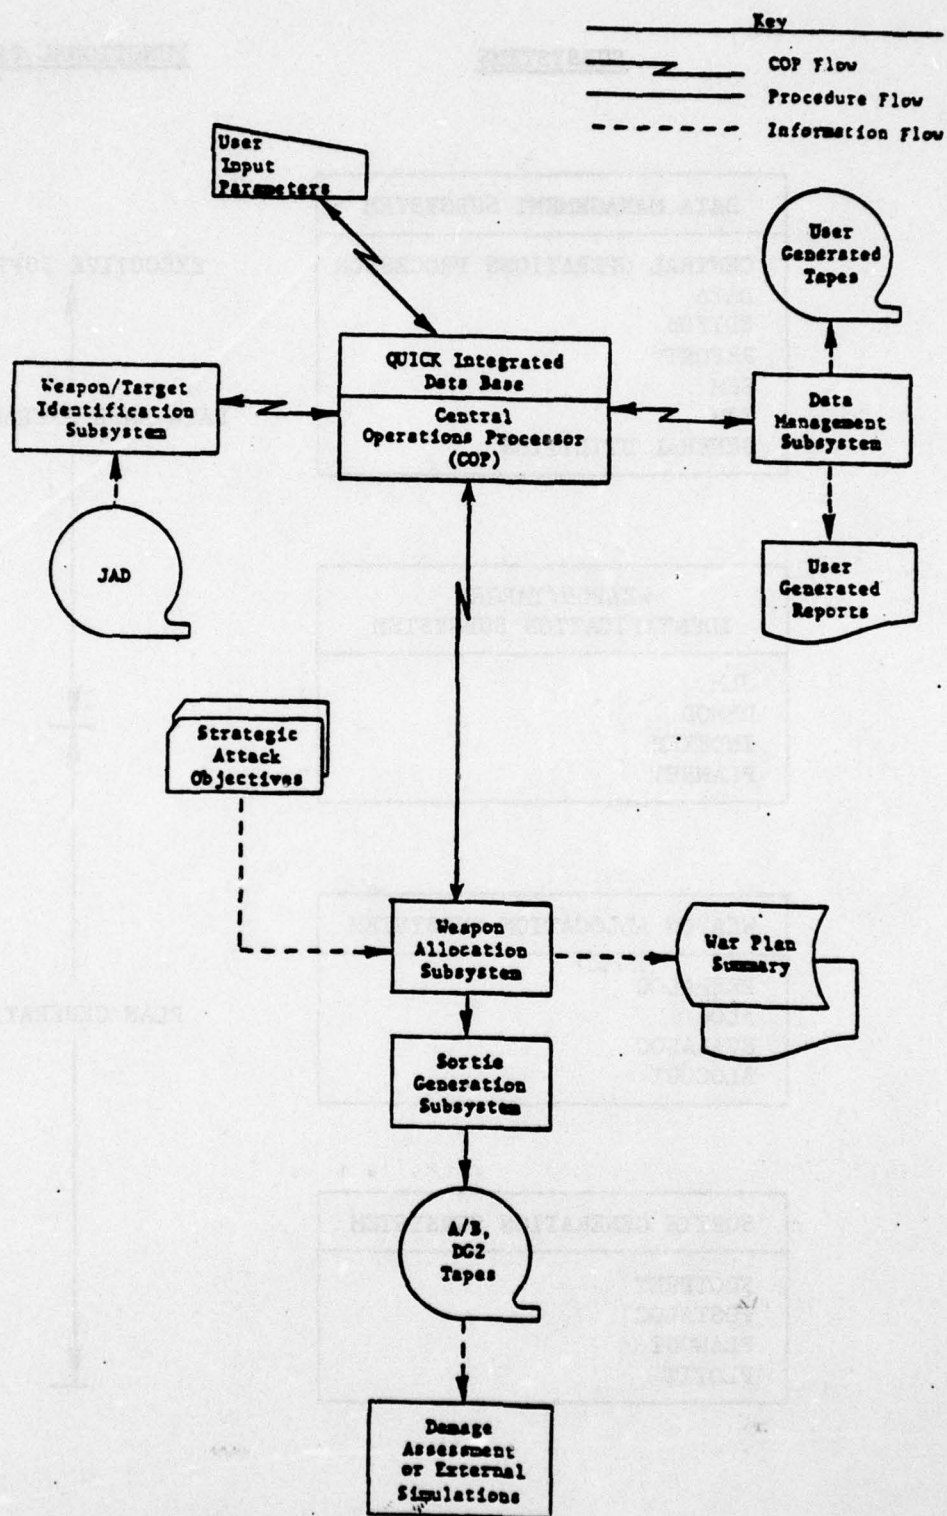 Key
COP Flow
Procedure Flow
Information Flow
User
Input
Parameters
User
Generated
Tapes
QUICK Integrated
Data Base
Central
Operations Processor
(COP)
Weapon/Target
Identification
Subsystem
Data
Management
Subsystem
JAD
User
Generated
Reports
Strategic
Attack
Objectives
Weapon
Allocation
Subsystem
War Plan
Summary
Sortie
Generation
Subsystem
A/B,
DGZ
Tapes
Damage
Assessment
or External
Simulations